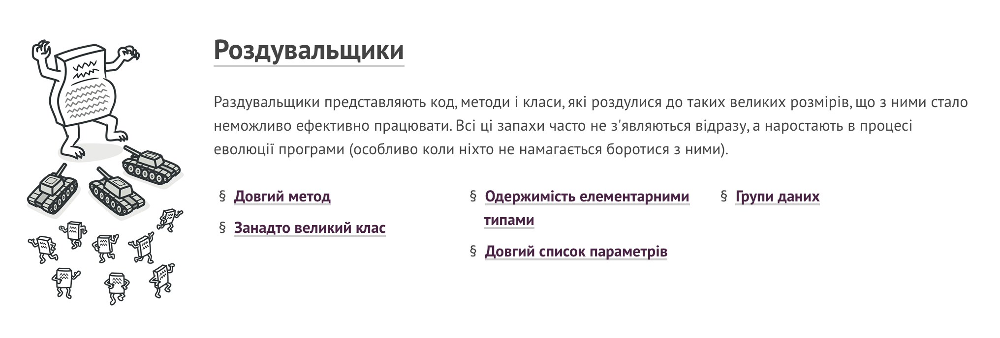 Роздувальщики
Раздувальщики представляють код, методи і класи, які роздулися до таких великих розмірів, що з ними стало
неможливо ефективно працювати. Всі ці запахи часто не з'являються відразу, а наростають в процесі
еволюції програми (особливо коли ніхто не намагається боротися з ними).
§ Довгий метод
§ Занадто великий клас
§ Одержимість елементарними
типами
§ Довгий список параметрів
§ Групи даних